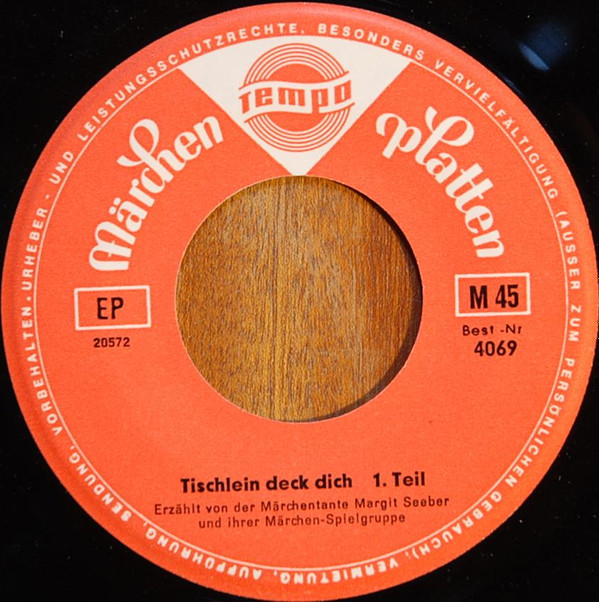 URHEBER - UND LEISTUNGSSCHUTZRECHTE, BESONDERS VERVIELFÄLTIGUNG (AUSSER ZUM PERSÖNLICHEN GEBRAUCH), VERMIETUNG, AUFFÜHRUNG, SENDUNG, VORBEHALTEN.
Tempo
Märchen platten
EP
20572
M 45
Best -Nr
4069
Tischlein deck dich 1. Teil
Erzählt von der Märchentante Margit Seeber
und ihrer Märchen-Spielgruppe